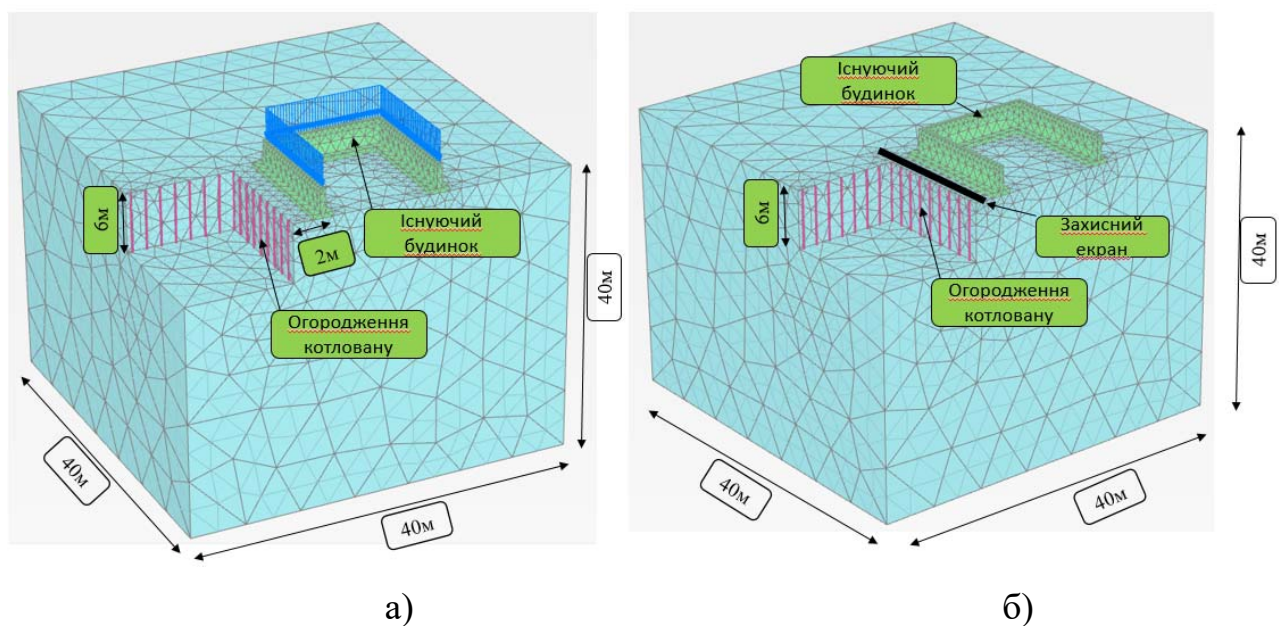 6м
2м
Існуючий
будинок
Огородження
котловану
40м
40м
40м
а)
Існуючий
будинок
6м
Захисний
екран
Огородження
котловану
40м
40м
40м
б)